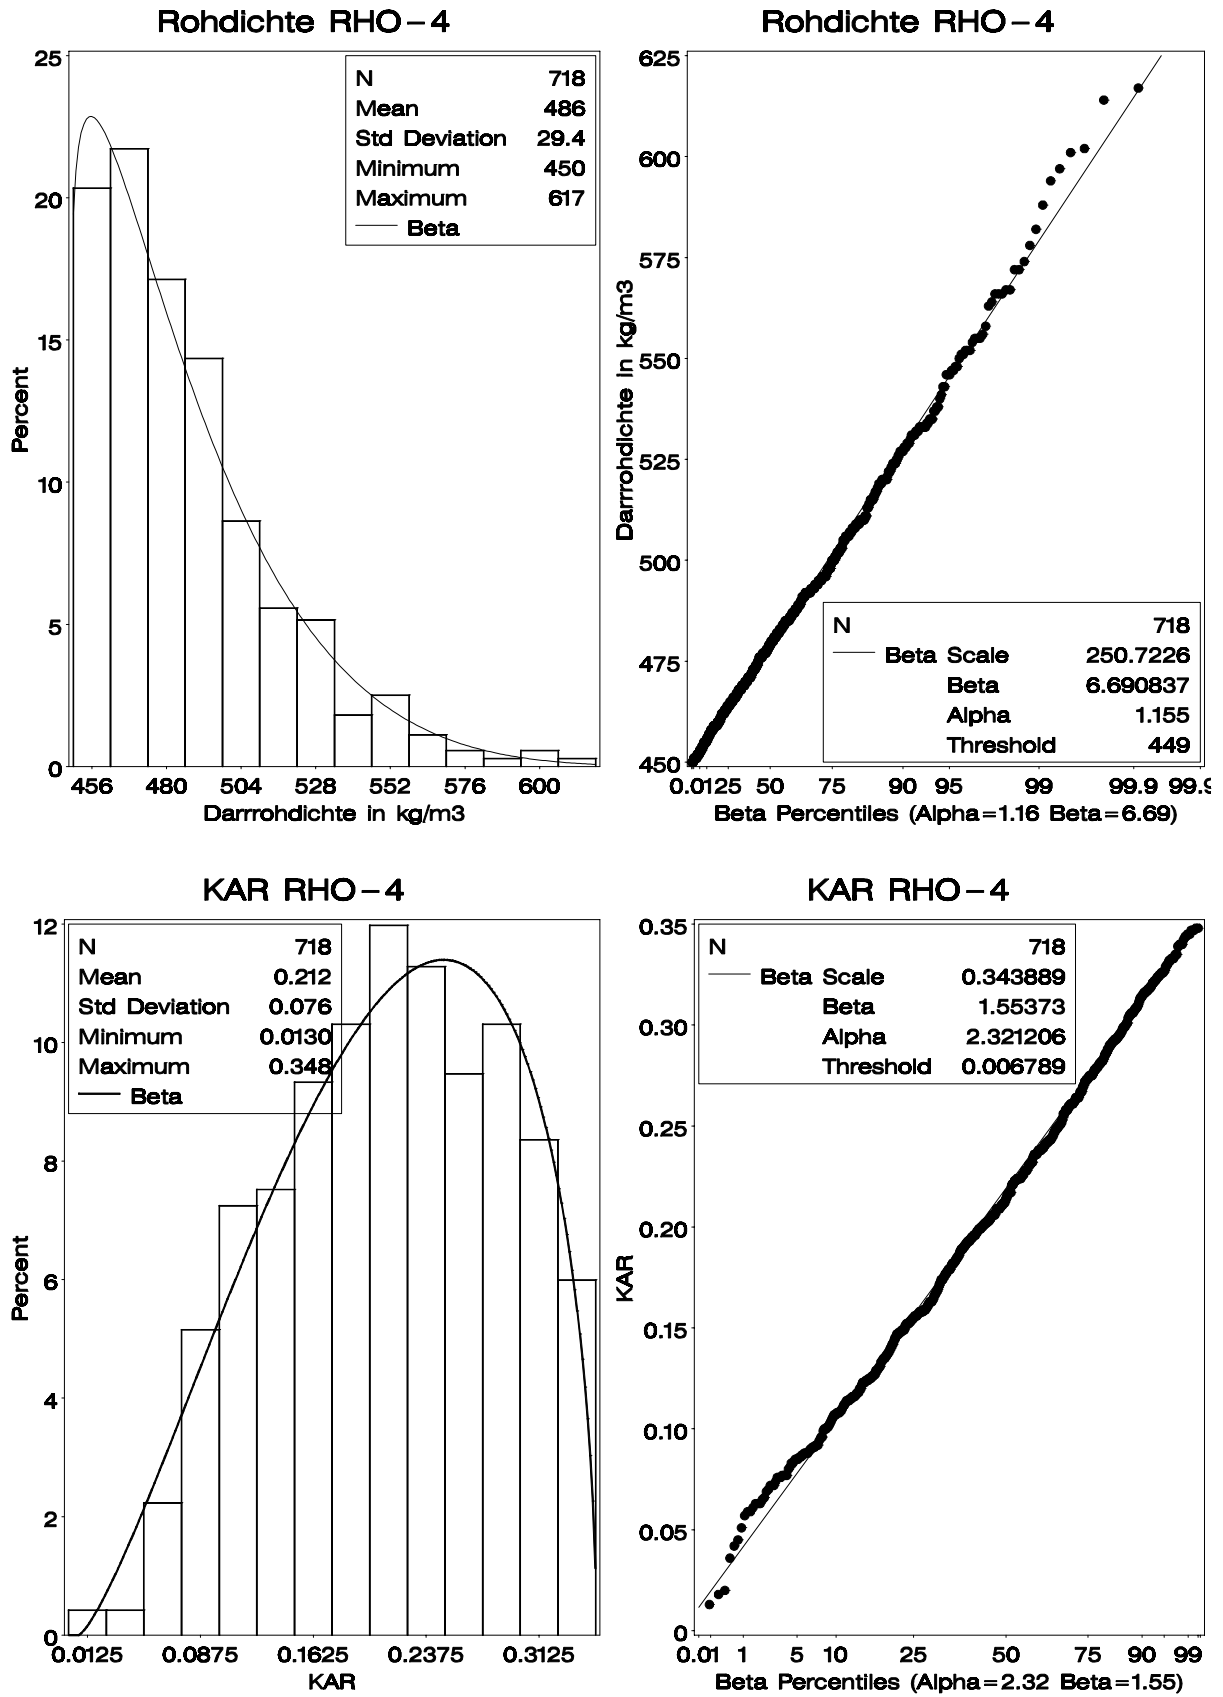 Rohdichte RHO-4
25
20
15
10
5
0
Percent
N 718
Mean 486
Std Deviation 29.4
Minimum 450
Maximum 617
Beta
456 480 504 528 552 576 600
Darrrohdichte in kg/m3
Rohdichte RHO-4
625
600
575
550
525
500
475
450
Darrrohdichte in kg/m3
N 718
Beta Scale 250.7226
Beta 6.690837
Alpha 1.155
Threshold 449
0.0125 50 75 90 95 99 99.9 99.9
Beta Percentiles (Alpha=1.16 Beta=6.69)
KAR RHO-4
12
10
8
6
4
2
0
Percent
N 718
Mean 0.212
Std Deviation 0.076
Minimum 0.0130
Maximum 0.348
Beta
0.0125 0.0875 0.1625 0.2375 0.3125
KAR
KAR RHO-4
0.35
0.30
0.25
0.20
0.15
0.10
0.05
0
KAR
N 718
Beta Scale 0.343889
Beta 1.55373
Alpha 2.321206
Threshold 0.006789
0.01 1 5 10 25 50 75 90 99
Beta Percentiles (Alpha=2.32 Beta=1.55)